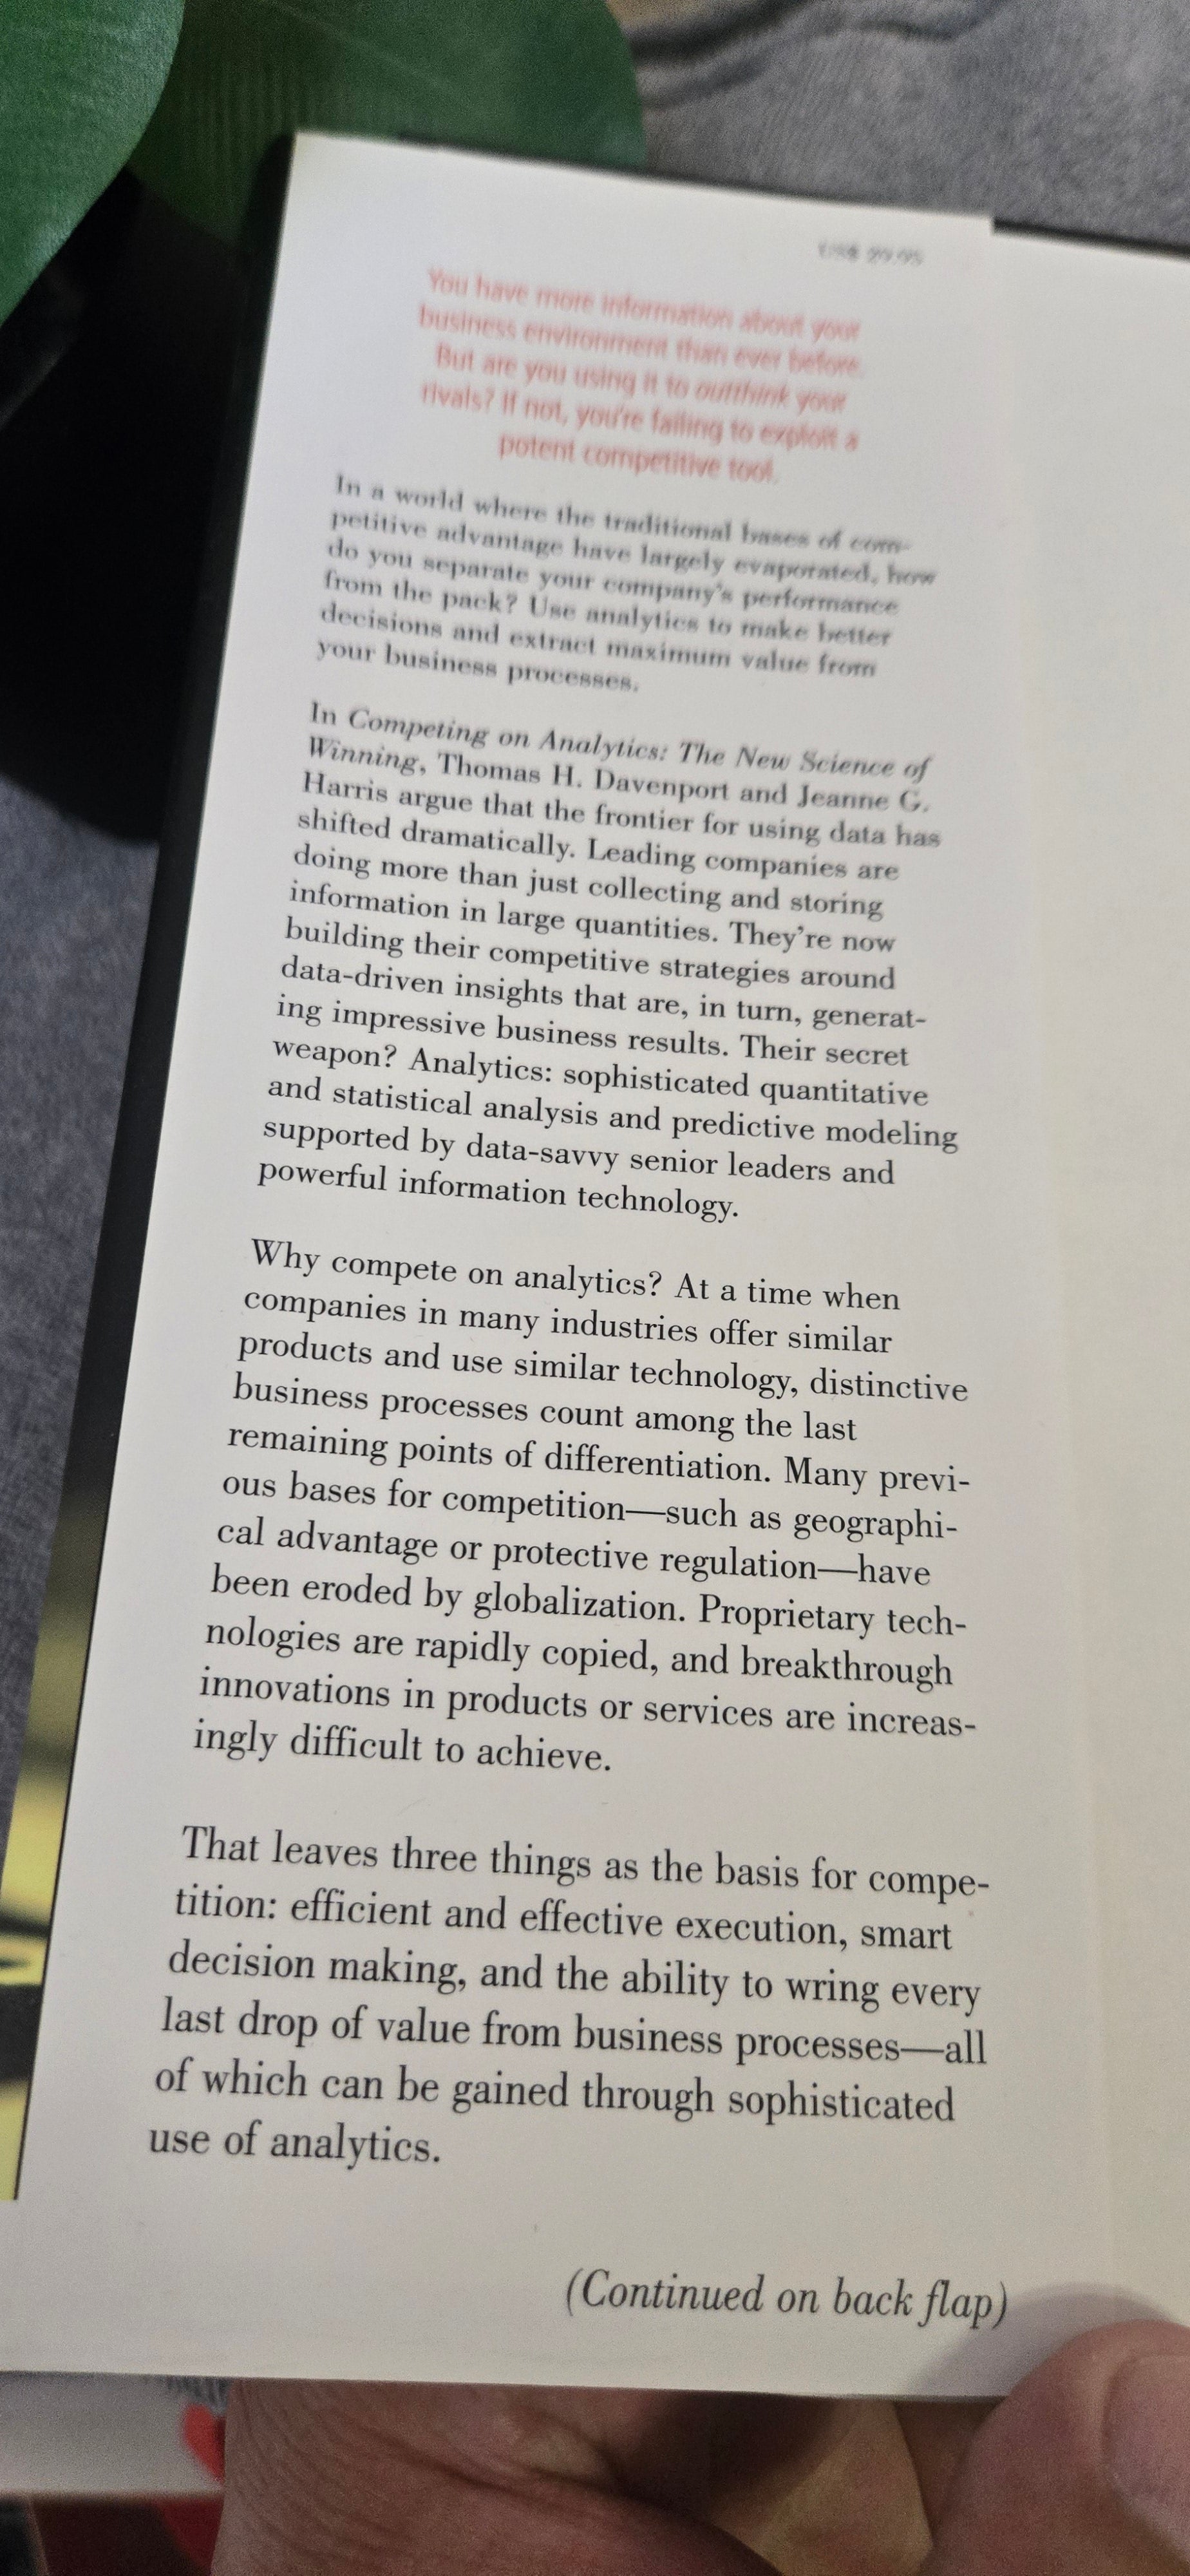 US$ 29.95
You have more information about your
business environment than ever before.
But are you using it to outthink your
rivals? If not, you're failing to exploit a
potent competitive tool.
In a world where the traditional bases of com-
petitive advantage have largely evaporated, how
do you separate your company's performance
from the pack? Use analytics to make better
decisions and extract maximum value from
your business processes.
In Competing on Analytics: The New Science of
Winning, Thomas H. Davenport and Jeanne G.
Harris argue that the frontier for using data has
shifted dramatically. Leading companies are
doing more than just collecting and storing
information in large quantities. They're now
building their competitive strategies around
data-driven insights that are, in turn, generat-
ing impressive business results. Their secret
weapon? Analytics: sophisticated quantitative
and statistical analysis and predictive modeling
supported by data-savvy senior leaders and
powerful information technology.
Why compete on analytics? At a time when
companies in many industries offer similar
products and use similar technology, distinctive
business processes count among the last
remaining points of differentiation. Many previ-
ous bases for competition—such as geographi-
cal advantage or protective regulation—have
been eroded by globalization. Proprietary tech-
nologies are rapidly copied, and breakthrough
innovations in products or services are increas-
ingly difficult to achieve.
That leaves three things as the basis for compe-
tition: efficient and effective execution, smart
decision making, and the ability to wring every
last drop of value from business processes—all
of which can be gained through sophisticated
use of analytics.
(Continued on back flap)